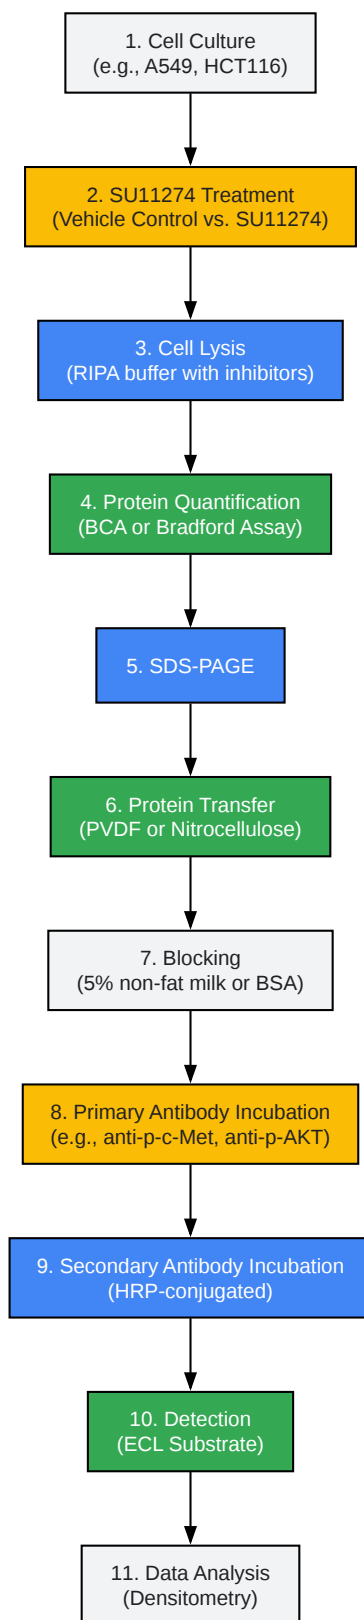 1. Cell Culture
(e.g., A549, HCT116)
2. SU11274 Treatment
(Vehicle Control vs. SU11274)
3. Cell Lysis
(RIPA buffer with inhibitors)
4. Protein Quantification
(BCA or Bradford Assay)
5. SDS-PAGE
6. Protein Transfer
(PVDF or Nitrocellulose)
7. Blocking
(5% non-fat milk or BSA)
8. Primary Antibody Incubation
(e.g., anti-p-c-Met, anti-p-AKT)
9. Secondary Antibody Incubation
(HRP-conjugated)
10. Detection
(ECL Substrate)
11. Data Analysis
(Densitometry)